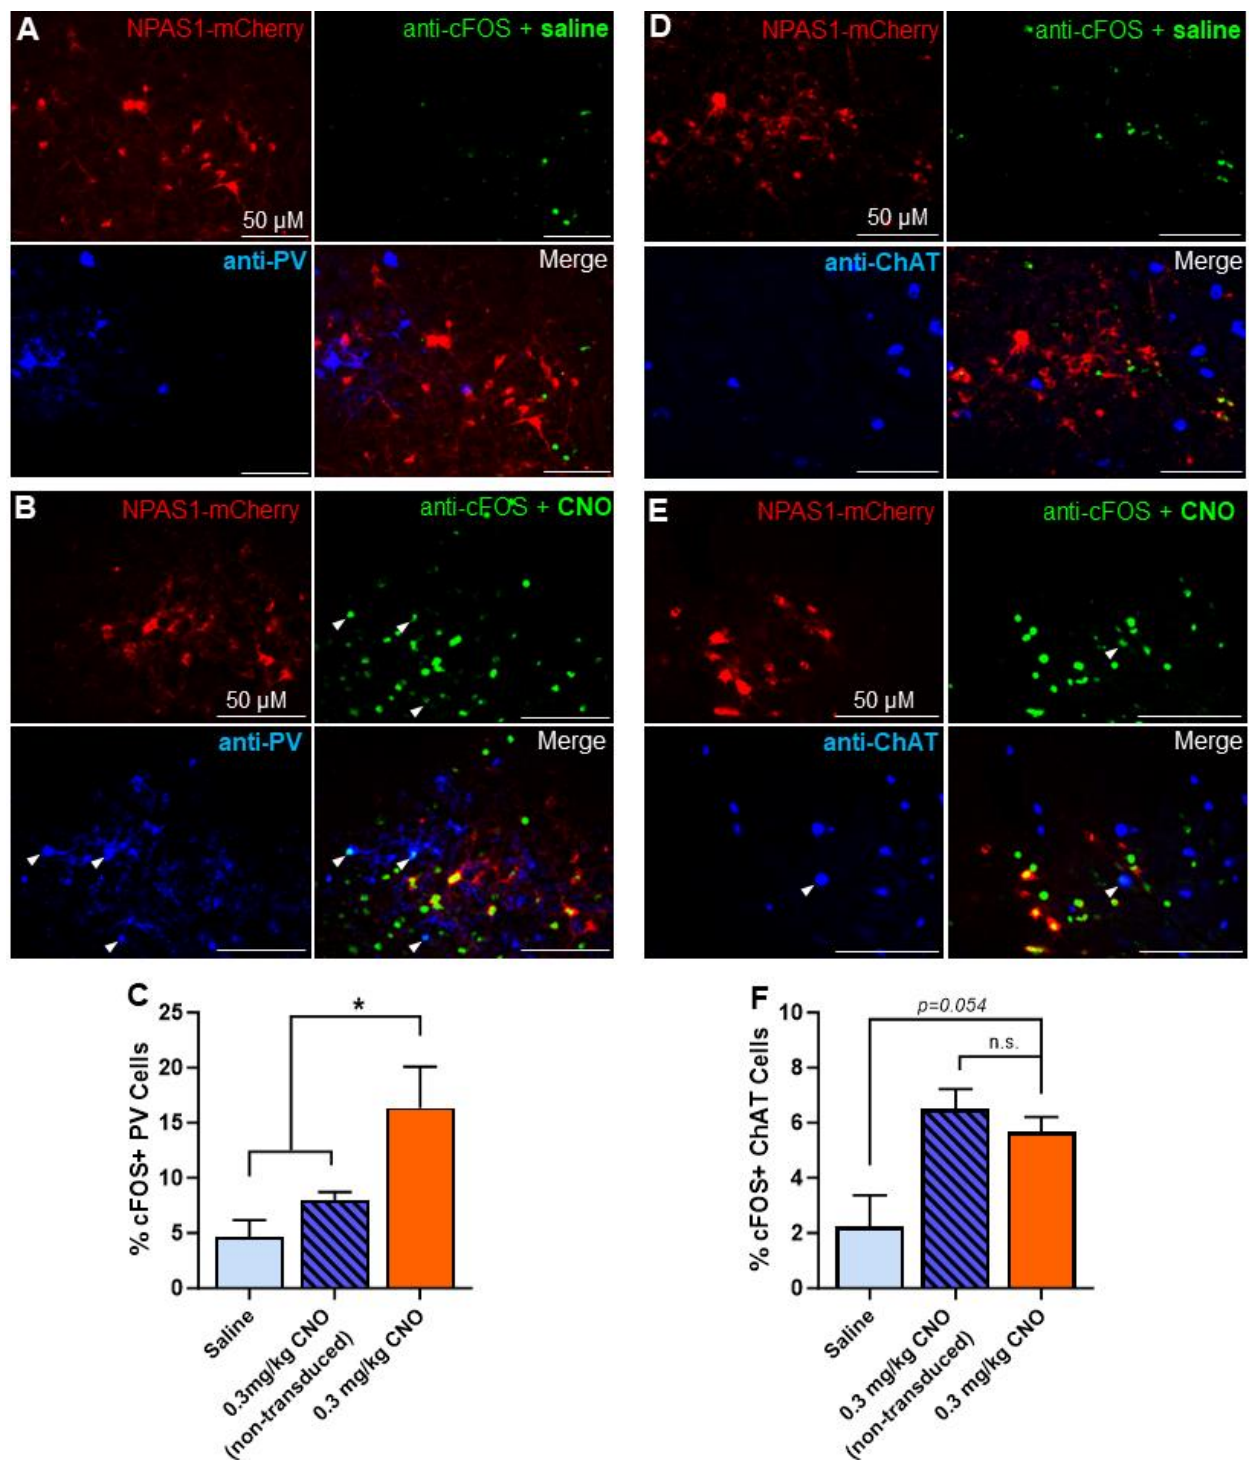 A
NPAS1-mCherry
anti-cFOS + saline
50 µM
anti-PV
Merge
B
NPAS1-mCherry
anti-cFOS + CNO
50 µM
anti-PV
Merge
C
*
% cFOS+ PV Cells
25
20
15
10
5
0
Saline
0.3mg/kg CNO
(non-transduced)
0.3 mg/kg CNO
D
NPAS1-mCherry
anti-cFOS + saline
50 µM
anti-ChAT
Merge
E
NPAS1-mCherry
anti-cFOS + CNO
50 µM
anti-ChAT
Merge
F
p=0.054
n.s.
% cFOS+ ChAT Cells
10
8
6
4
2
0
Saline
0.3 mg/kg CNO
(non-transduced)
0.3 mg/kg CNO